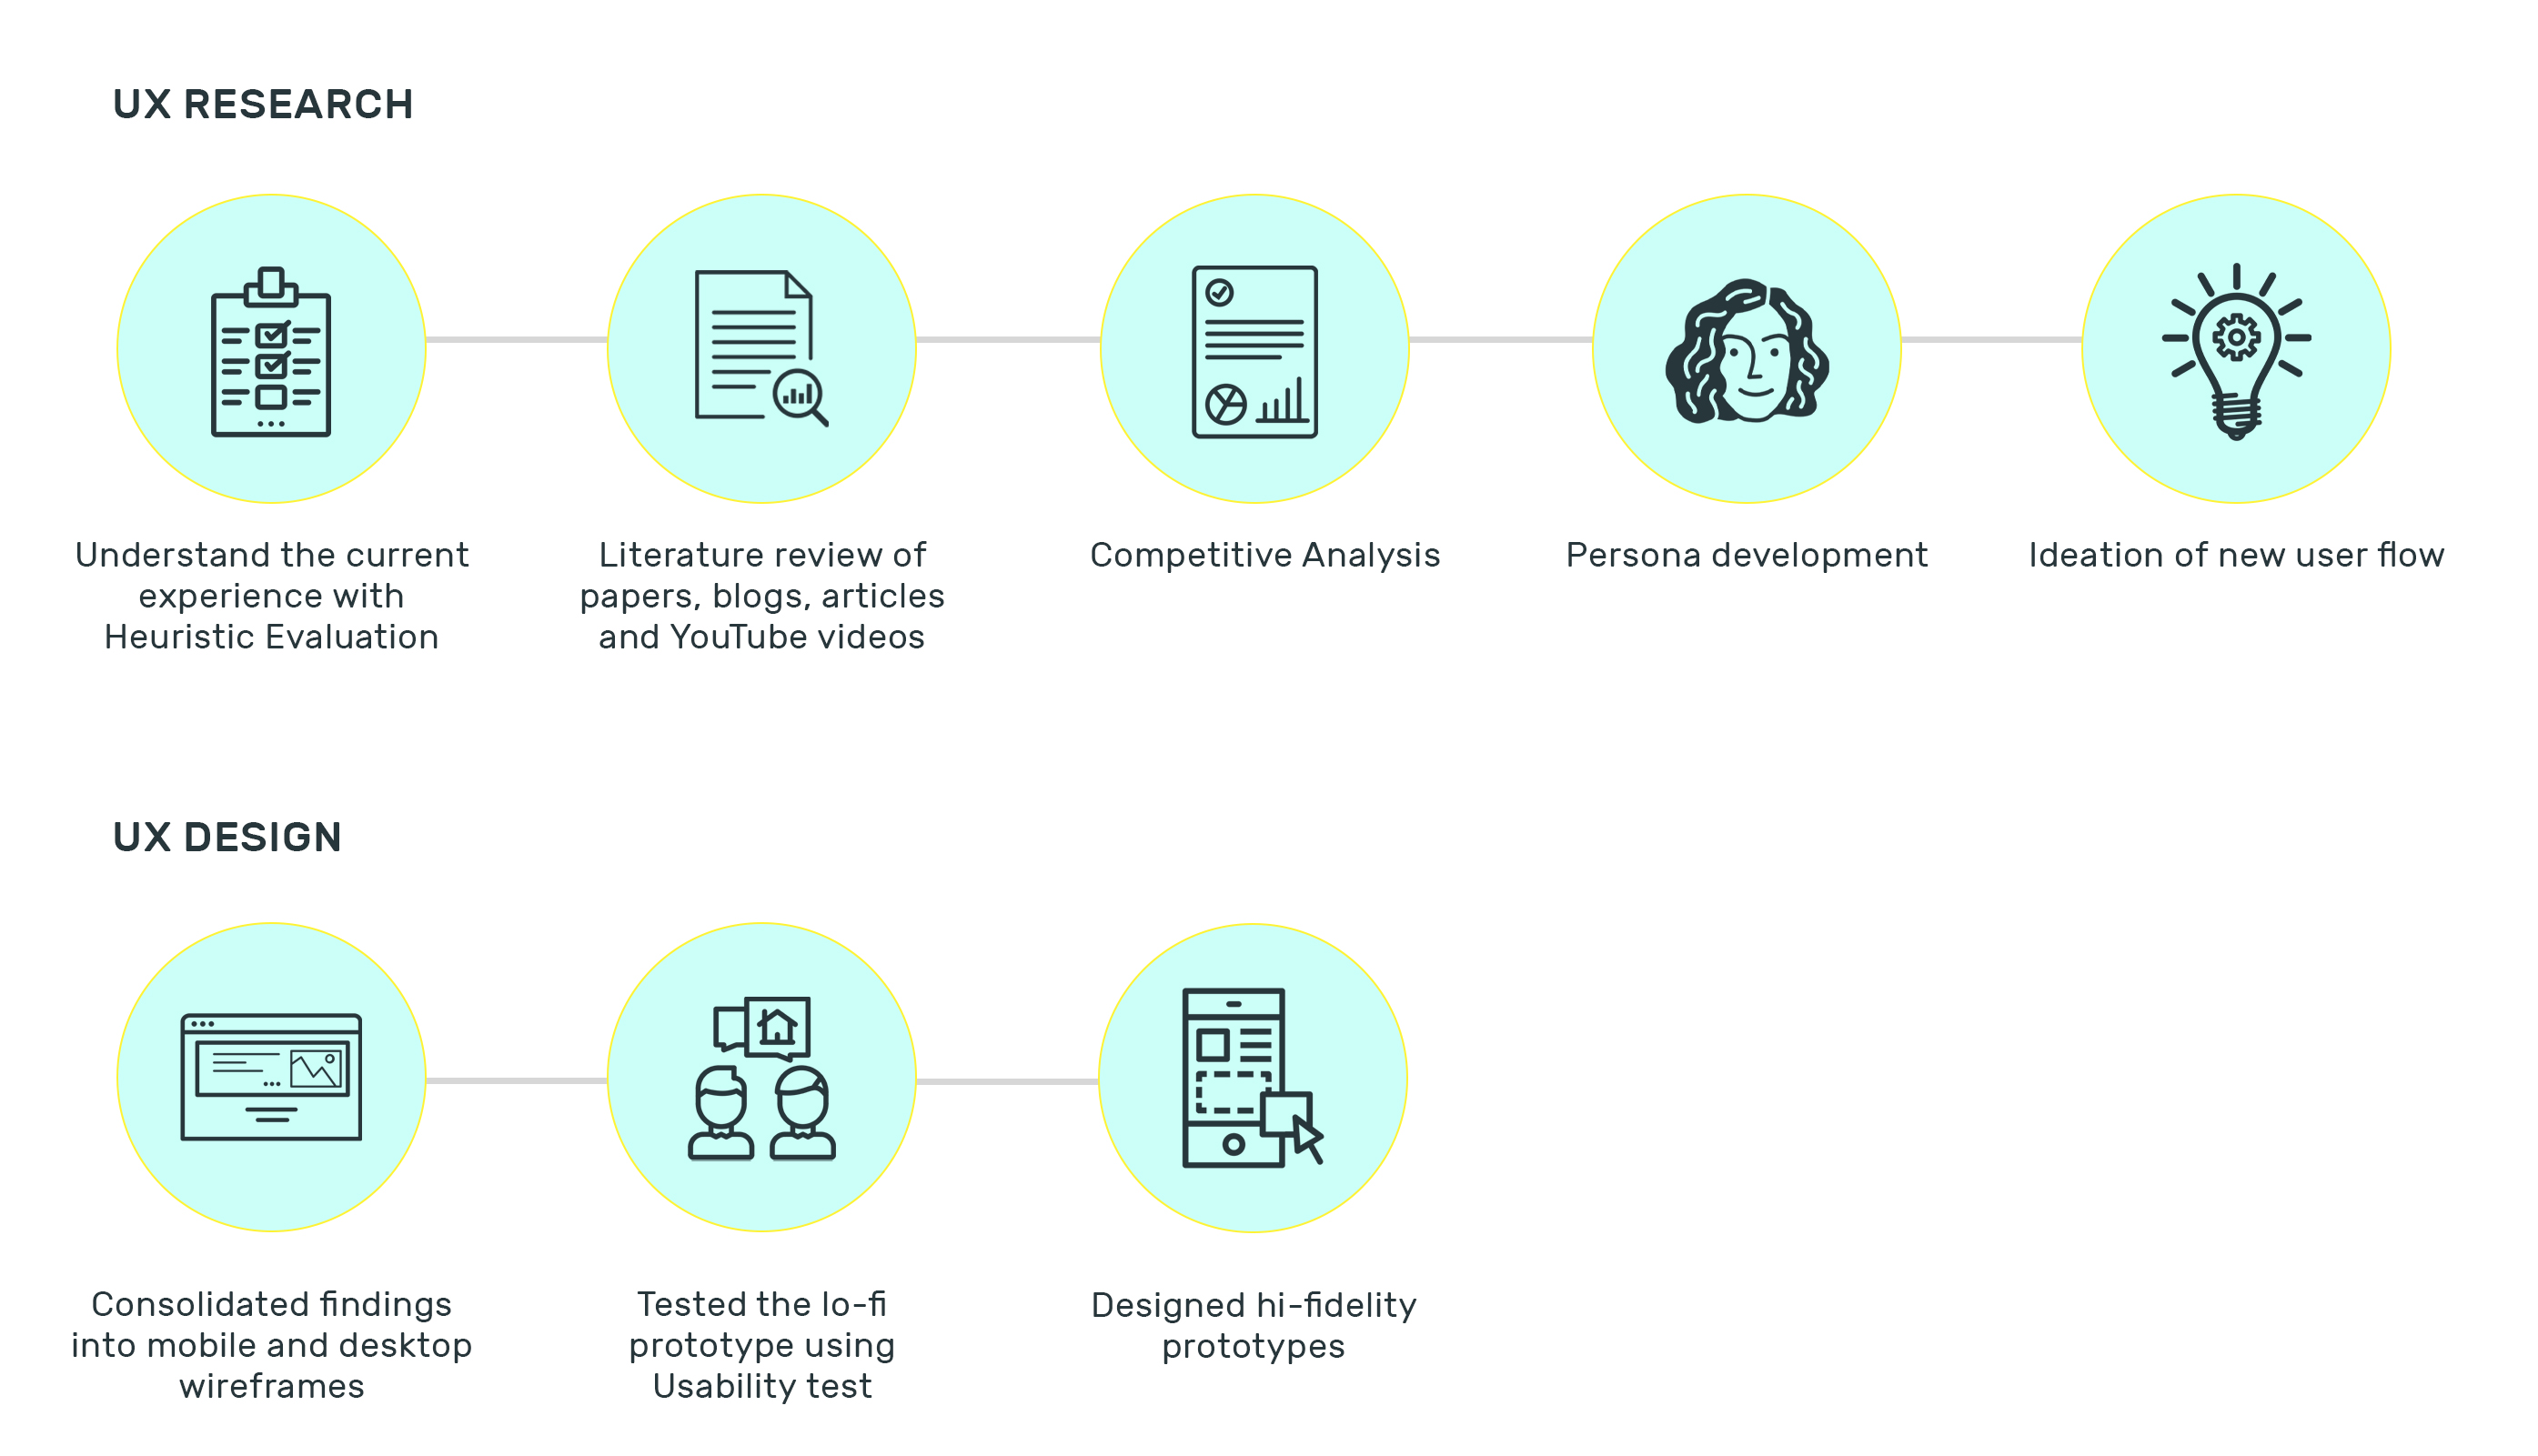 UX RESEARCH
Understand the current
experience with
Heuristic Evaluation
Literature review of
papers, blogs, articles
and YouTube videos
Competitive Analysis
Persona development
Ideation of new user flow
UX DESIGN
Consolidated findings
into mobile and desktop
wireframes
Tested the lo-fi
prototype using
Usability test
Designed hi-fidelity
prototypes